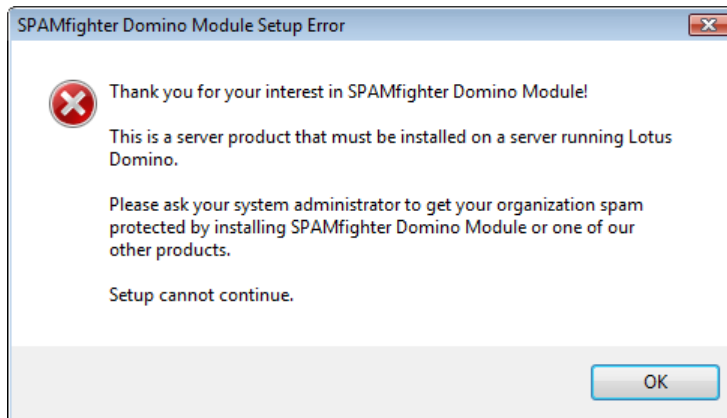 SPAMfighter Domino Module Setup Error
Thank you for your interest in SPAMfighter Domino Module!
This is a server product that must be installed on a server running Lotus
Domino.
Please ask your system administrator to get your organization spam
protected by installing SPAMfighter Domino Module or one of our
other products.
Setup cannot continue.
OK